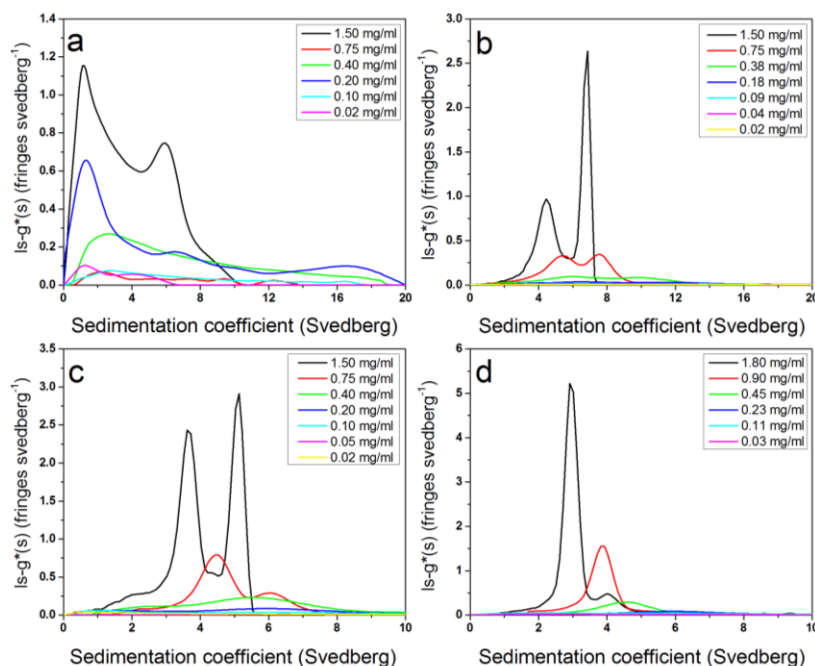 a
1.50 mg/ml
0.75 mg/ml
0.40 mg/ml
0.20 mg/ml
0.10 mg/ml
0.02 mg/ml
ls-g*(s) (fringes svedberg⁻¹)
1.4
1.2
1.0
0.8
0.6
0.4
0.2
0.0
0 4 8 12 16 20
Sedimentation coefficient (Svedberg)
b
1.50 mg/ml
0.75 mg/ml
0.38 mg/ml
0.18 mg/ml
0.09 mg/ml
0.04 mg/ml
0.02 mg/ml
ls-g*(s) (fringes svedberg⁻¹)
3.0
2.5
2.0
1.5
1.0
0.5
0.0
0 4 8 12 16 20
Sedimentation coefficient (Svedberg)
c
1.50 mg/ml
0.75 mg/ml
0.40 mg/ml
0.20 mg/ml
0.10 mg/ml
0.05 mg/ml
0.02 mg/ml
ls-g*(s) (fringes svedberg⁻¹)
3.5
3.0
2.5
2.0
1.5
1.0
0.5
0.0
0 2 4 6 8 10
Sedimentation coefficient (Svedberg)
d
1.80 mg/ml
0.90 mg/ml
0.45 mg/ml
0.23 mg/ml
0.11 mg/ml
0.03 mg/ml
ls-g*(s) (fringes svedberg⁻¹)
6
5
4
3
2
1
0
0 2 4 6 8 10
Sedimentation coefficient (Svedberg)